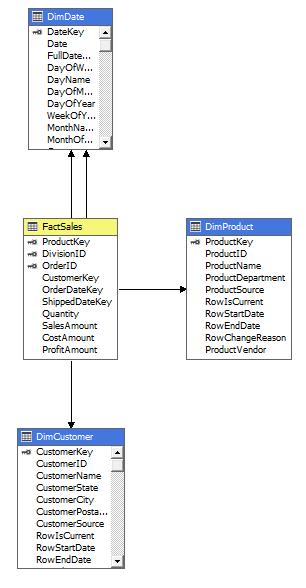 DimDate
DateKey
Date
FullDate...
DayOfW...
DayName
DayOfM...
DayOfYear
WeekOfY...
MonthNa...
MonthOf...
FactSales
ProductKey
DivisionID
OrderID
CustomerKey
OrderDateKey
ShippedDateKey
Quantity
SalesAmount
CostAmount
ProfitAmount
DimProduct
ProductKey
ProductID
ProductName
ProductDepartment
ProductSource
RowIsCurrent
RowStartDate
RowEndDate
RowChangeReason
ProductVendor
DimCustomer
CustomerKey
CustomerID
CustomerName
CustomerState
CustomerCity
CustomerPosta...
CustomerSource
RowIsCurrent
RowStartDate
RowEndDate